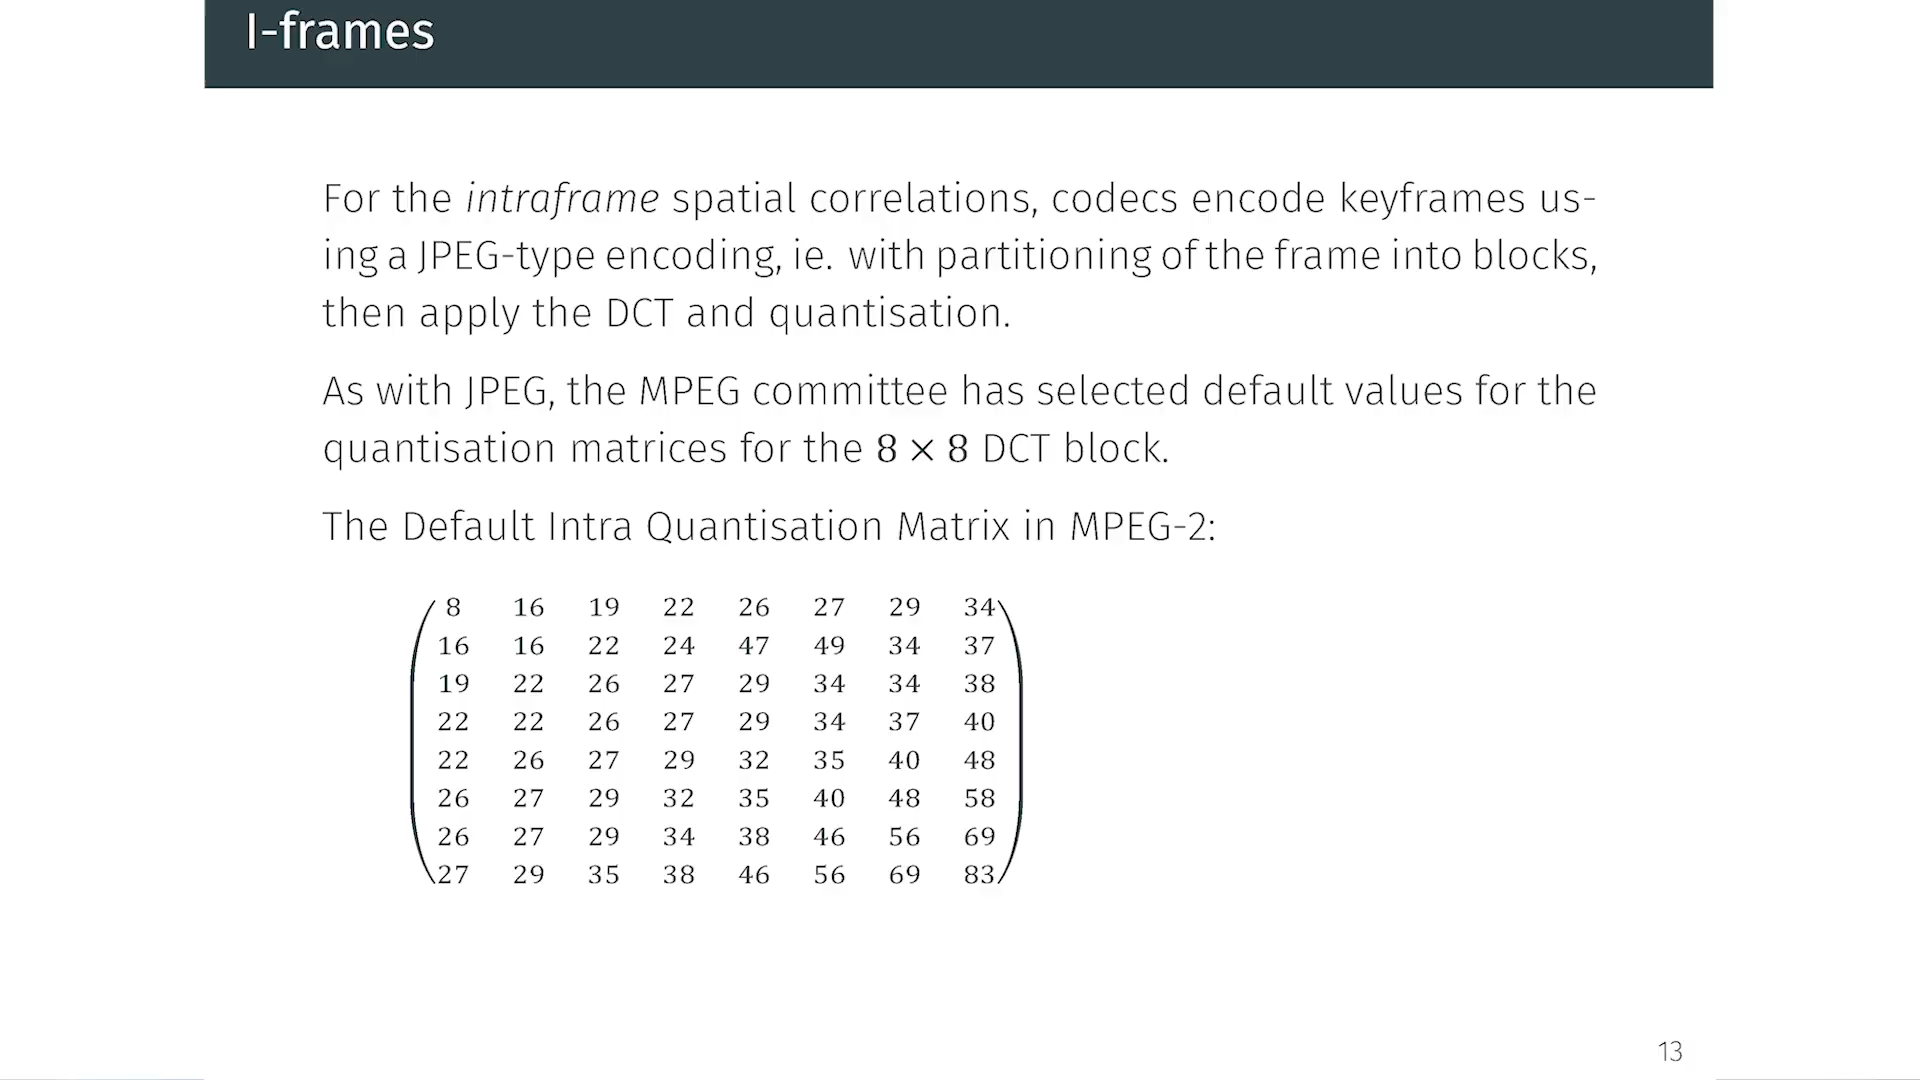 I-frames
For the intraframe spatial correlations, codecs encode keyframes us-
ing a JPEG-type encoding, ie. with partitioning of the frame into blocks,
then apply the DCT and quantisation.
As with JPEG, the MPEG committee has selected default values for the
quantisation matrices for the 8 × 8 DCT block.
The Default Intra Quantisation Matrix in MPEG-2:
8 16 19 22 26 27 29 34
16 16 22 24 47 49 34 37
19 22 26 27 29 34 34 38
22 22 26 27 29 34 37 40
22 26 27 29 32 35 40 48
26 27 29 32 35 40 48 58
26 27 29 34 38 46 56 69
27 29 35 38 46 56 69 83
13